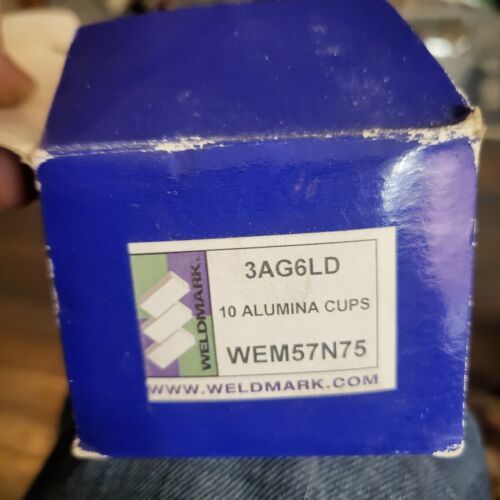 WELDMARK
3AG6LD
10 ALUMINA CUPS
WEM57N75
WWW.WELDMARK.COM